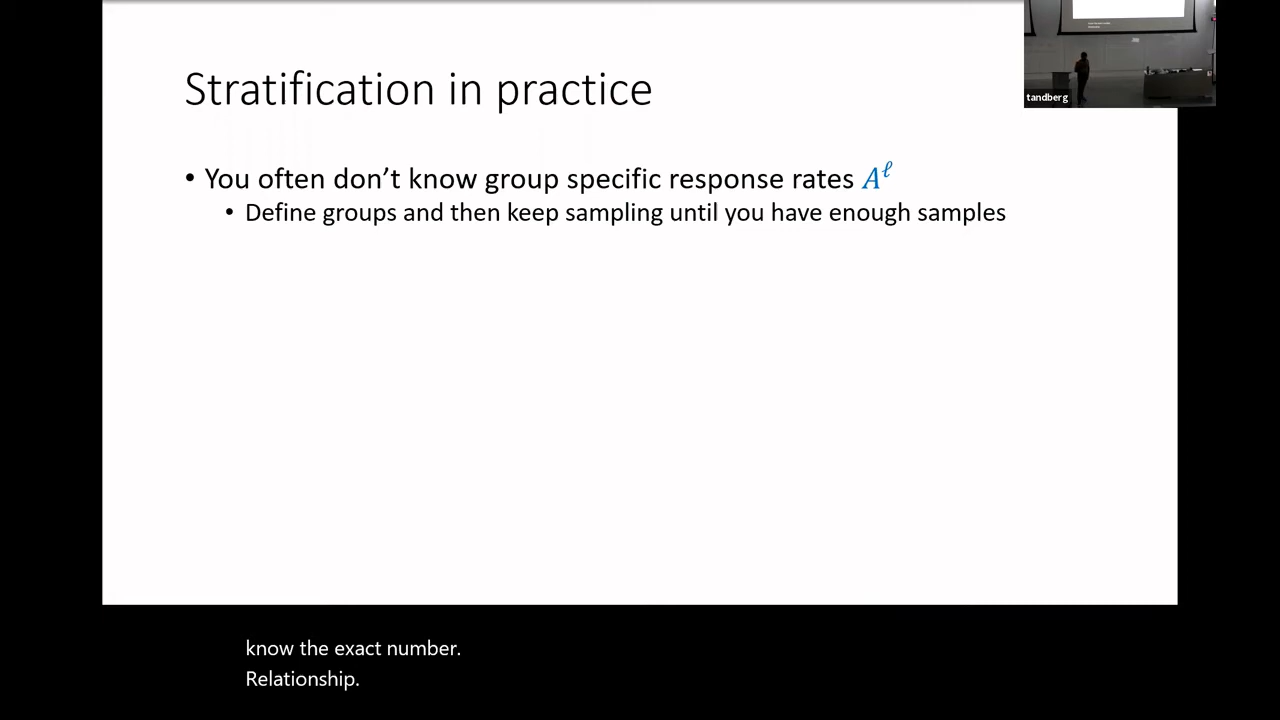 Stratification in practice
• You often don't know group specific response rates A^ℓ
• Define groups and then keep sampling until you have enough samples
tandberg
know the exact number.
Relationship.